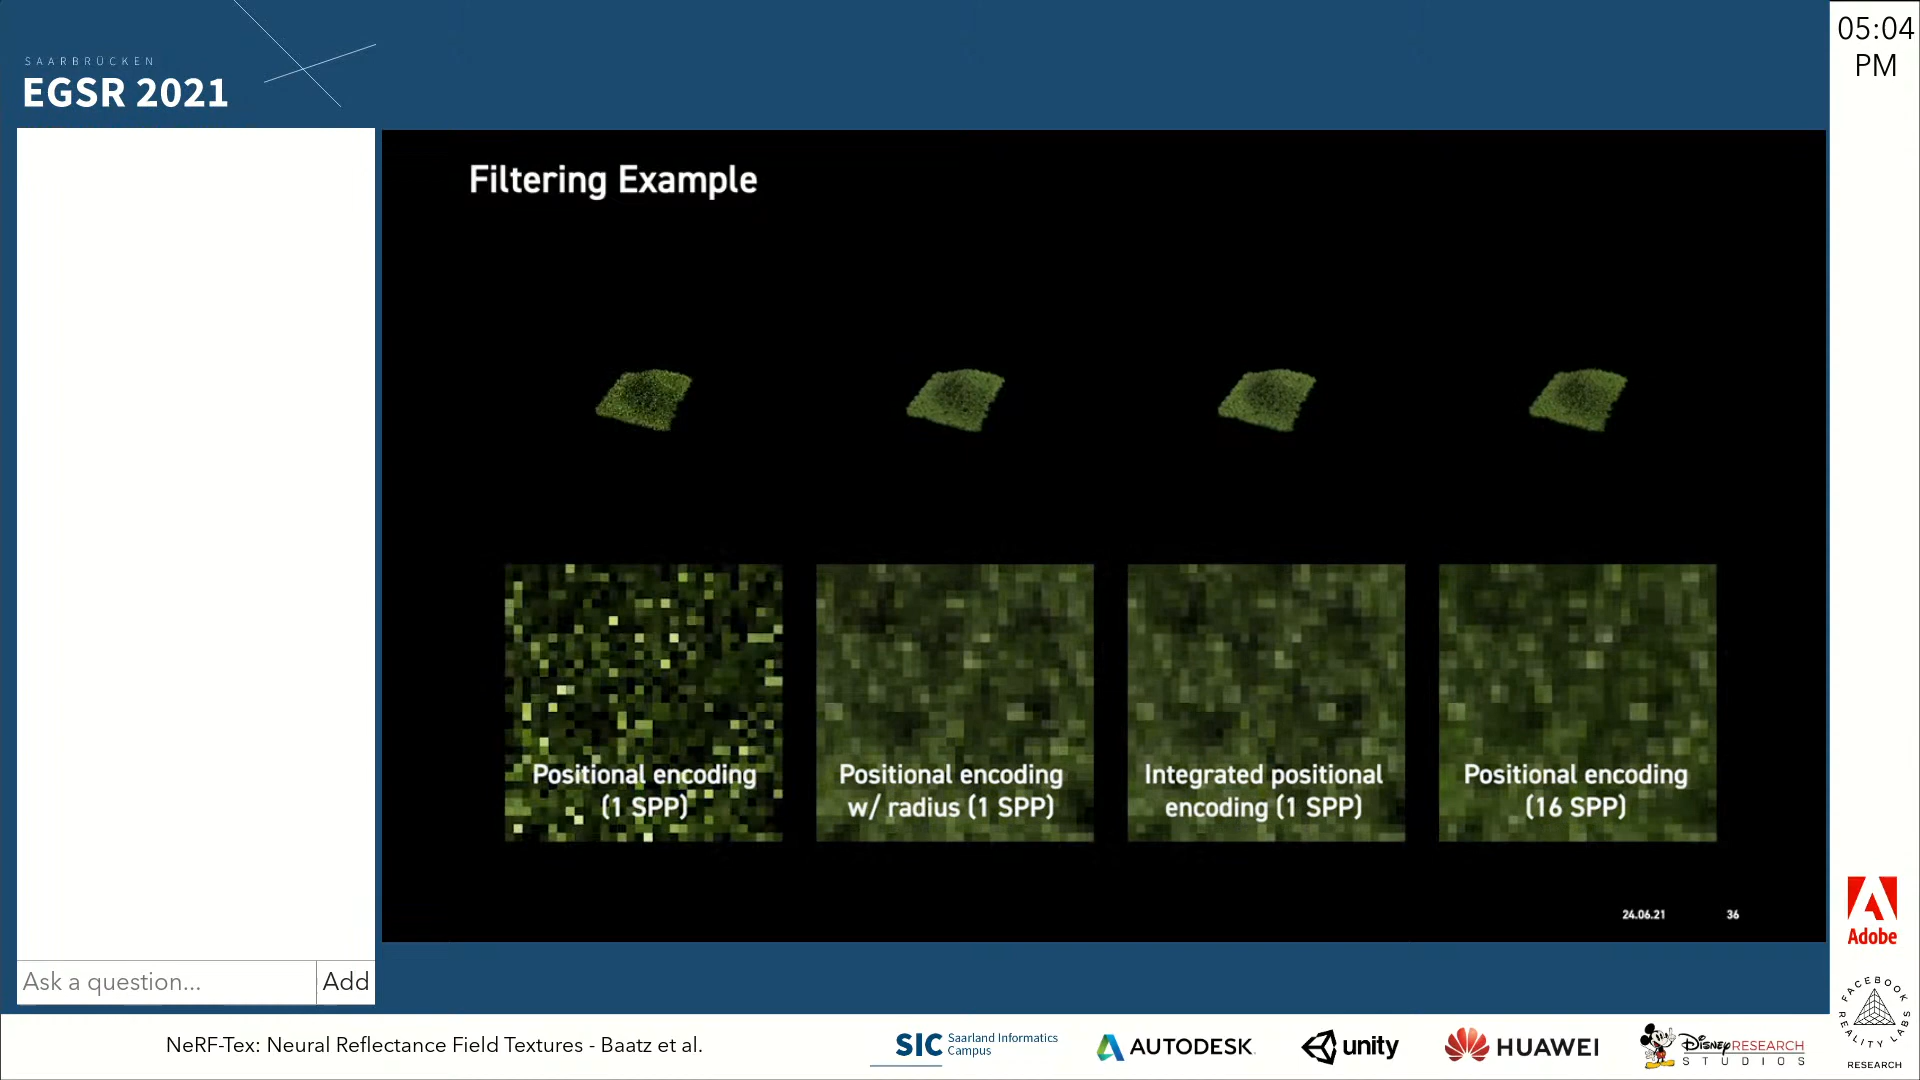 SAARBRÜCKEN
EGSR 2021
05:04
PM
Filtering Example
Positional encoding
(1 SPP)
Positional encoding
w/ radius (1 SPP)
Integrated positional
encoding (1 SPP)
Positional encoding
(16 SPP)
24.06.21
36
Ask a question...
Add
Adobe
FACEBOOK
REALITY LABS
RESEARCH
NeRF-Tex: Neural Reflectance Field Textures - Baatz et al.
SIC
Saarland Informatics
Campus
AUTODESK
unity
HUAWEI
DISNEY RESEARCH
STUDIOS